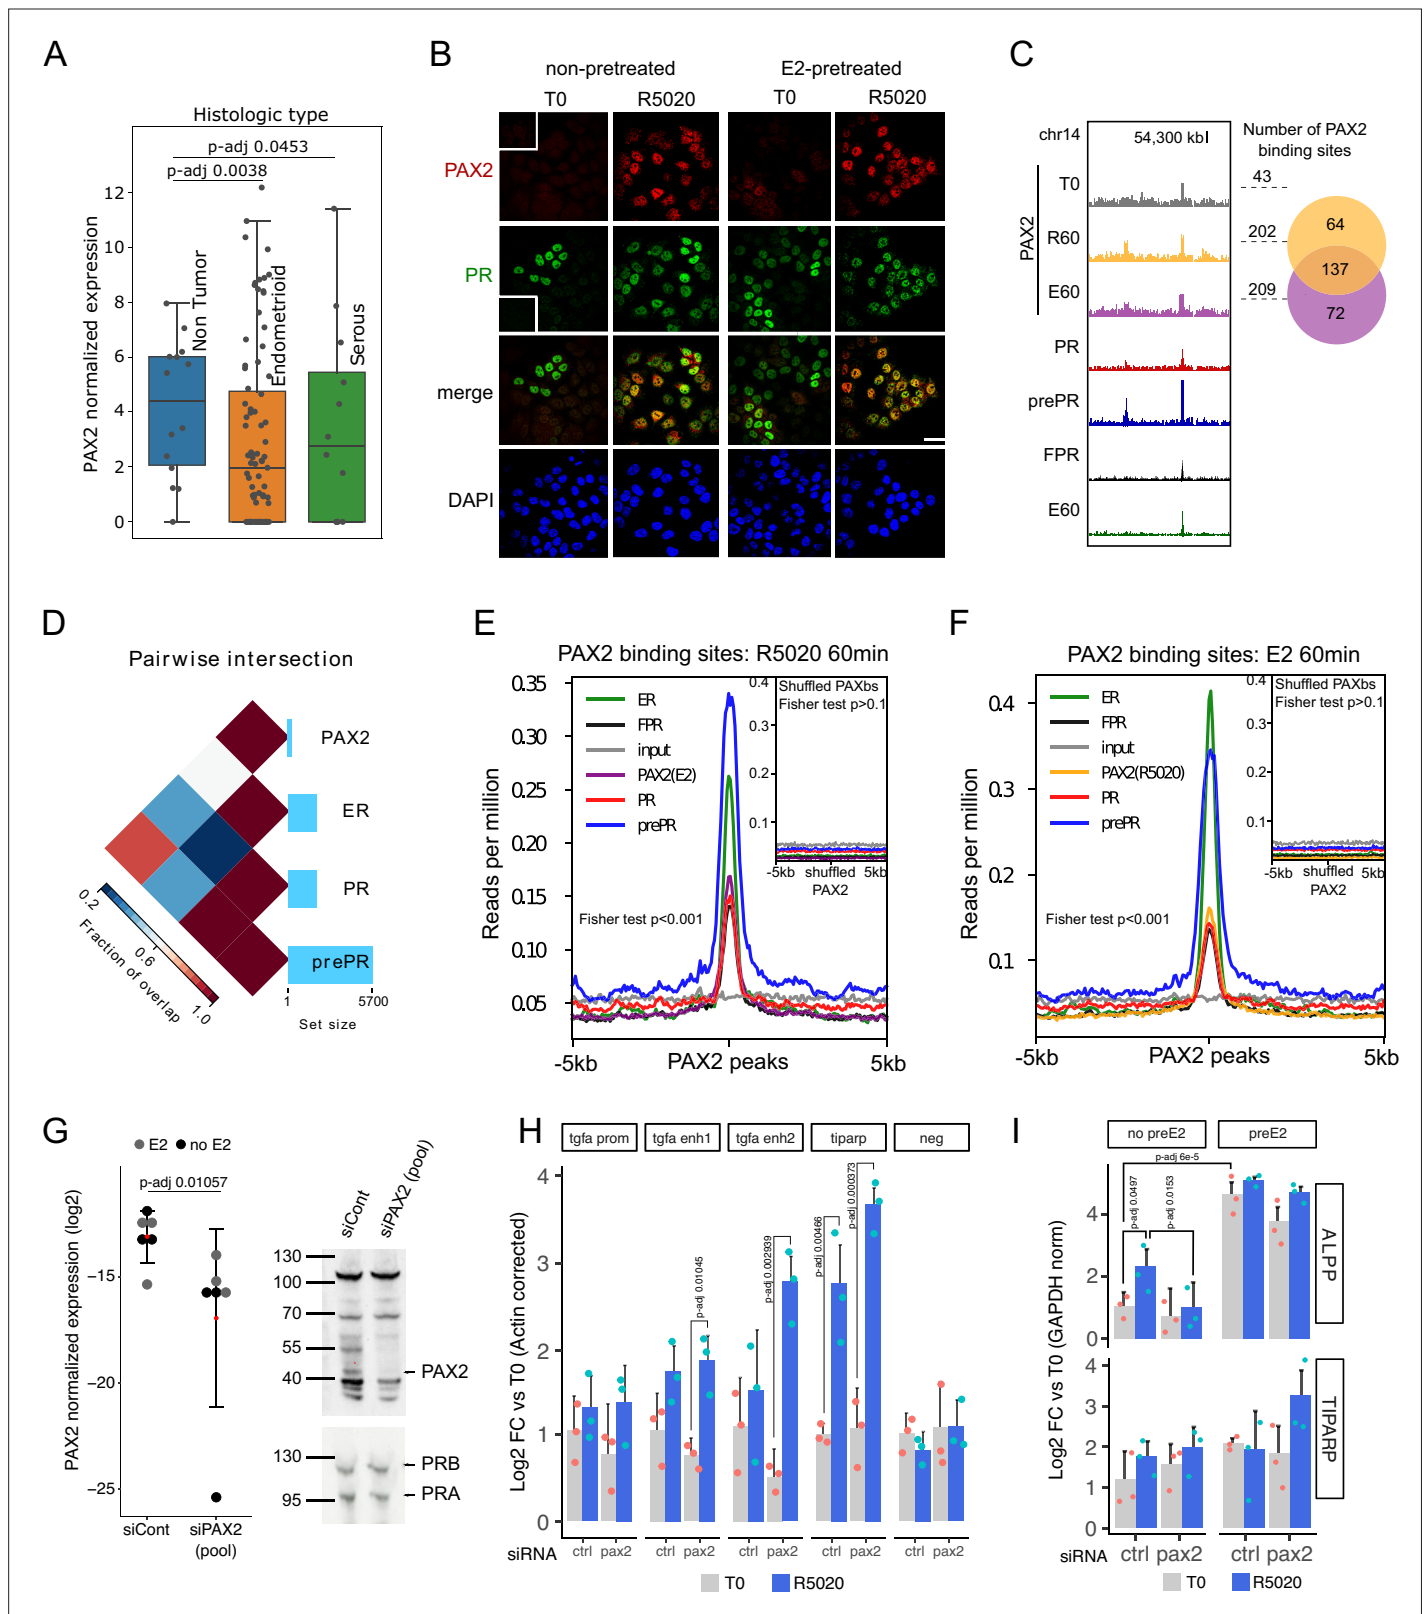 A
Histologic type
p-adj 0.0453
p-adj 0.0038
PAX2 normalized expression
12
10
8
6
4
2
0
Non Tumor
Endometrioid
Serous
B
non-pretreated
E2-pretreated
T0
R5020
T0
R5020
PAX2
PR
merge
DAPI
C
chr14
54,300 kb
Number of PAX2
binding sites
PAX2
T0
R60
E60
PR
prePR
FPR
E60
43
202
209
64
137
72
D
Pairwise intersection
PAX2
ER
PR
prePR
0.2
0.6
1.0
Fraction of overlap
1
5700
Set size
E
PAX2 binding sites: R5020 60min
Reads per million
0.35
0.30
0.25
0.20
0.15
0.10
0.05
ER
FPR
input
PAX2(E2)
PR
prePR
Fisher test p<0.001
0.4
0.3
0.2
0.1
Shuffled PAXbs
Fisher test p>0.1
-5kb
shuffled
PAX2
5kb
-5kb
PAX2 peaks
5kb
F
PAX2 binding sites: E2 60min
Reads per million
0.4
0.3
0.2
0.1
ER
FPR
input
PAX2(R5020)
PR
prePR
Fisher test p<0.001
0.4
0.3
0.2
0.1
Shuffled PAXbs
Fisher test p>0.1
-5kb
shuffled
PAX2
5kb
-5kb
PAX2 peaks
5kb
G
E2
no E2
p-adj 0.01057
PAX2 normalized expression (log2)
−15
−20
−25
siCont
siPAX2
(pool)
siCont
siPAX2 (pool)
130
100
70
55
40
PAX2
130
95
PRB
PRA
H
tgfa prom
tgfa enh1
tgfa enh2
tiparp
neg
Log2 FC vs T0 (Actin corrected)
4
3
2
1
0
p-adj 0.01045
p-adj 0.002939
p-adj 0.00466
p-adj 0.000373
siRNA
ctrl pax2
ctrl pax2
ctrl pax2
ctrl pax2
ctrl pax2
T0
R5020
I
no preE2
preE2
p-adj 6e-5
p-adj 0.0497
p-adj 0.0153
Log2 FC vs T0 (GAPDH norm)
4
2
0
ALPP
4
3
2
1
0
TIPARP
siRNA
ctrl pax2
ctrl pax2
T0
R5020